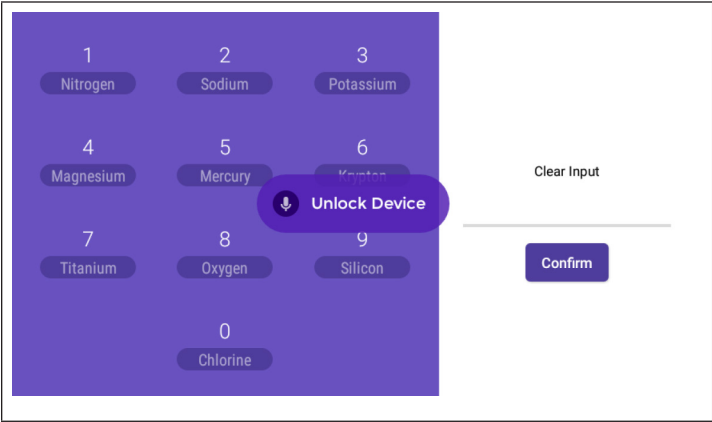 1 2 3
Nitrogen Sodium Potassium
4 5 6
Magnesium Mercury Krypton
Clear Input
Unlock Device
7 8 9
Titanium Oxygen Silicon
Confirm
0
Chlorine